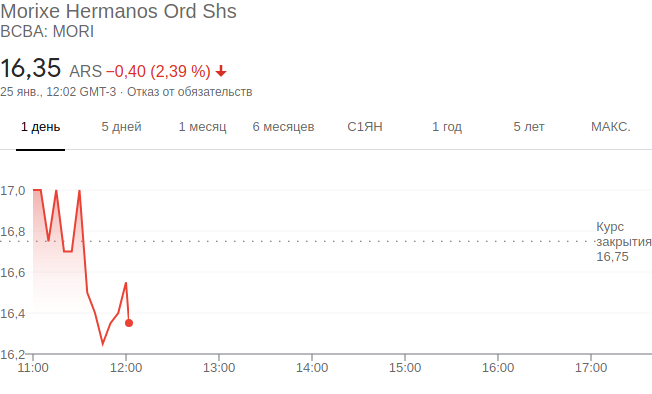 Morixe Hermanos Ord Shs
BCBA: MORI
16,35 ARS −0,40 (2,39 %)
25 янв., 12:02 GMT-3 · Отказ от обязательств
1 день 5 дней 1 месяц 6 месяцев С1ЯН 1 год 5 лет МАКС.
17,0
16,8
Курс
закрытия
16,75
16,6
16,4
16,2
11:00 12:00 13:00 14:00 15:00 16:00 17:00